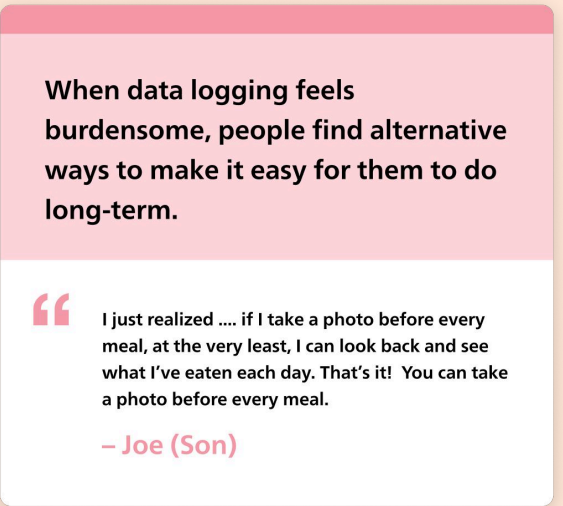 When data logging feels
burdensome, people find alternative
ways to make it easy for them to do
long-term.
“
I just realized .... if I take a photo before every
meal, at the very least, I can look back and see
what I’ve eaten each day. That’s it!  You can take
a photo before every meal.
– Joe (Son)